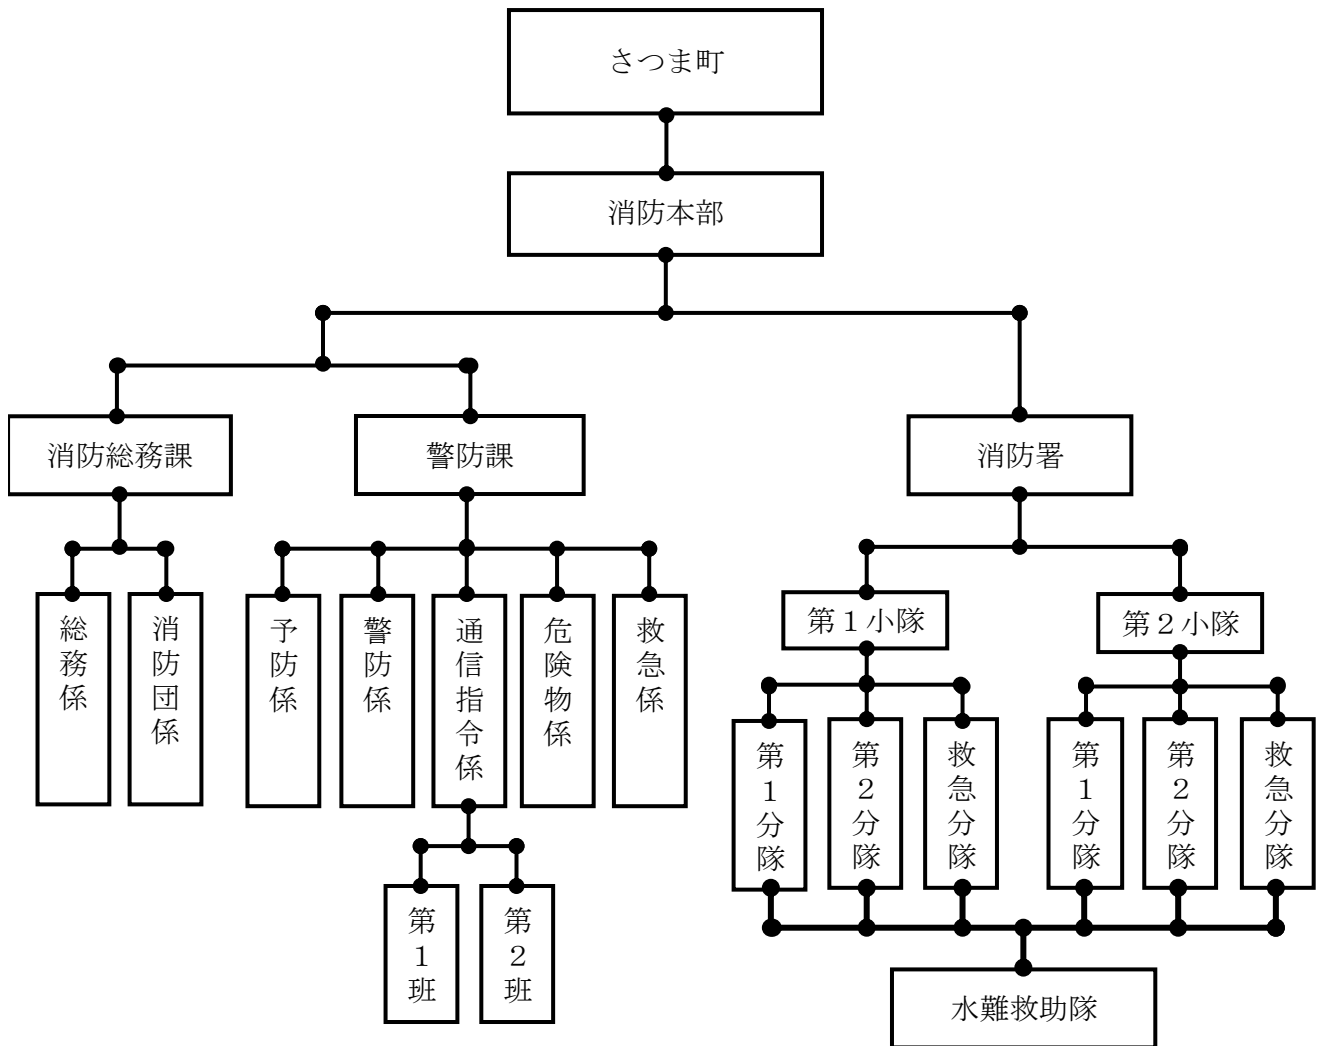 さつま町
消防本部
消防総務課
警防課
消防署
総務係
消防団係
予防係
警防係
通信指令係
危険物係
救急係
第１小隊
第２小隊
第１分隊
第２分隊
救急分隊
第１分隊
第２分隊
救急分隊
第１班
第２班
水難救助隊